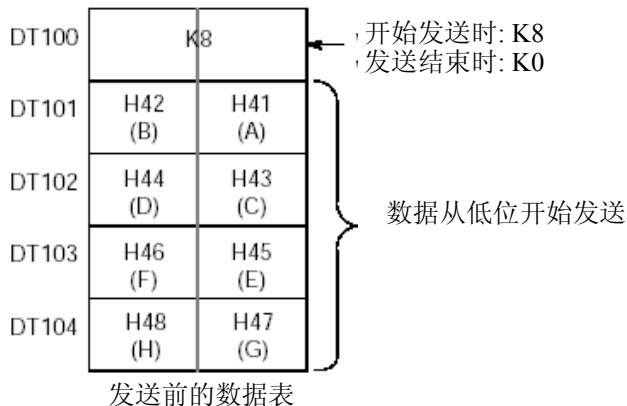 DT100 K8
开始发送时: K8
发送结束时: K0
DT101 H42 H41
(B) (A)
DT102 H44 H43
(D) (C)
数据从低位开始发送
DT103 H46 H45
(F) (E)
DT104 H48 H47
(H) (G)
发送前的数据表